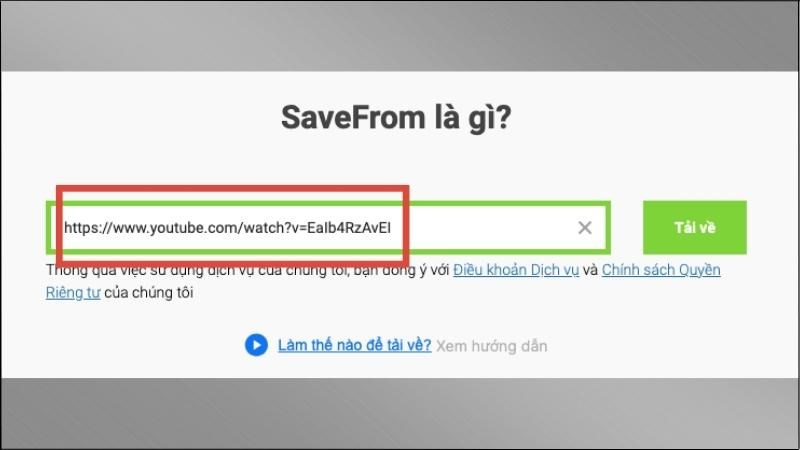 SaveFrom là gì?
https://www.youtube.com/watch?v=EaIb4RzAvEI
Tải về
Thông qua việc sử dụng dịch vụ của chúng tôi, bạn đồng ý với Điều khoản Dịch vụ và Chính sách Quyền
Riêng tư của chúng tôi
Làm thế nào để tải về? Xem hướng dẫn